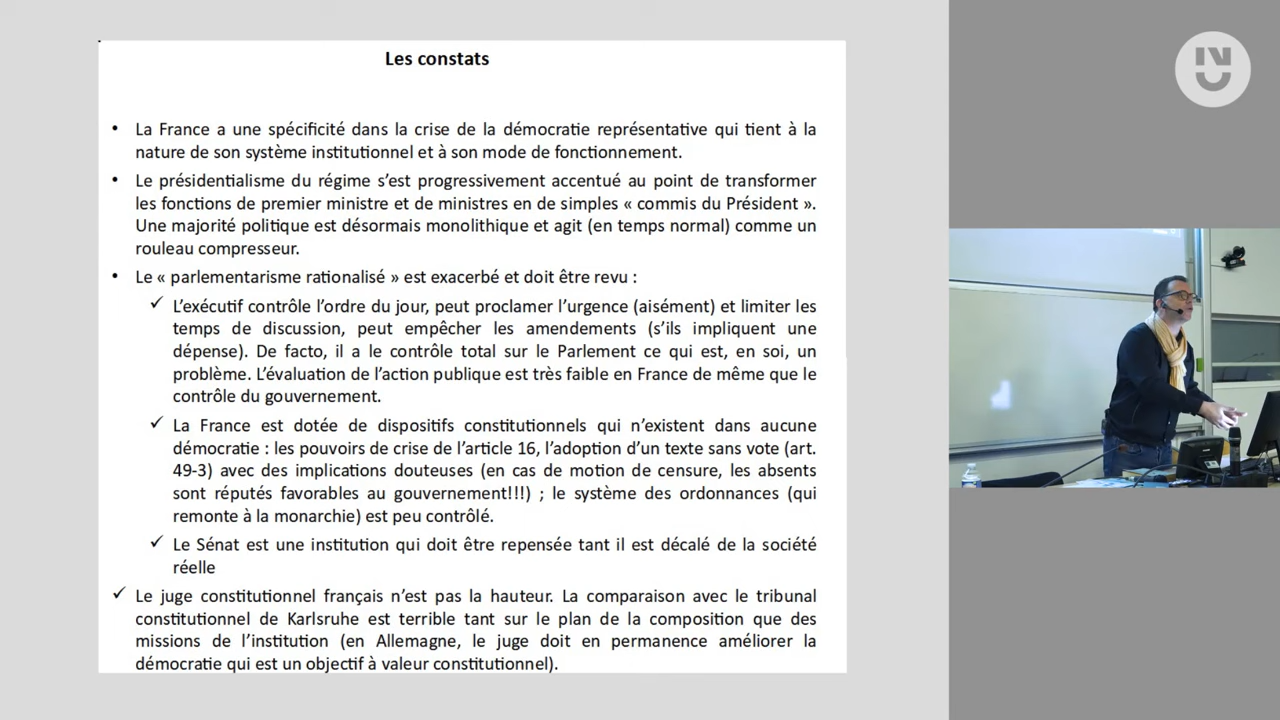 Les constats
• La France a une spécificité dans la crise de la démocratie représentative qui tient à la
nature de son système institutionnel et à son mode de fonctionnement.
• Le présidentialisme du régime s’est progressivement accentué au point de transformer
les fonctions de premier ministre et de ministres en de simples « commis du Président ».
Une majorité politique est désormais monolithique et agit (en temps normal) comme un
rouleau compresseur.
• Le « parlementarisme rationalisé » est exacerbé et doit être revu :
✓ L’exécutif contrôle l’ordre du jour, peut proclamer l’urgence (aisément) et limiter les
temps de discussion, peut empêcher les amendements (s’ils impliquent une
dépense). De facto, il a le contrôle total sur le Parlement ce qui est, en soi, un
problème. L’évaluation de l’action publique est très faible en France de même que le
contrôle du gouvernement.
✓ La France est dotée de dispositifs constitutionnels qui n’existent dans aucune
démocratie : les pouvoirs de crise de l’article 16, l’adoption d’un texte sans vote (art.
49-3) avec des implications douteuses (en cas de motion de censure, les absents
sont réputés favorables au gouvernement!!!) ; le système des ordonnances (qui
remonte à la monarchie) est peu contrôlé.
✓ Le Sénat est une institution qui doit être repensée tant il est décalé de la société
réelle
✓ Le juge constitutionnel français n’est pas la hauteur. La comparaison avec le tribunal
constitutionnel de Karlsruhe est terrible tant sur le plan de la composition que des
missions de l’institution (en Allemagne, le juge doit en permanence améliorer la
démocratie qui est un objectif à valeur constitutionnel).